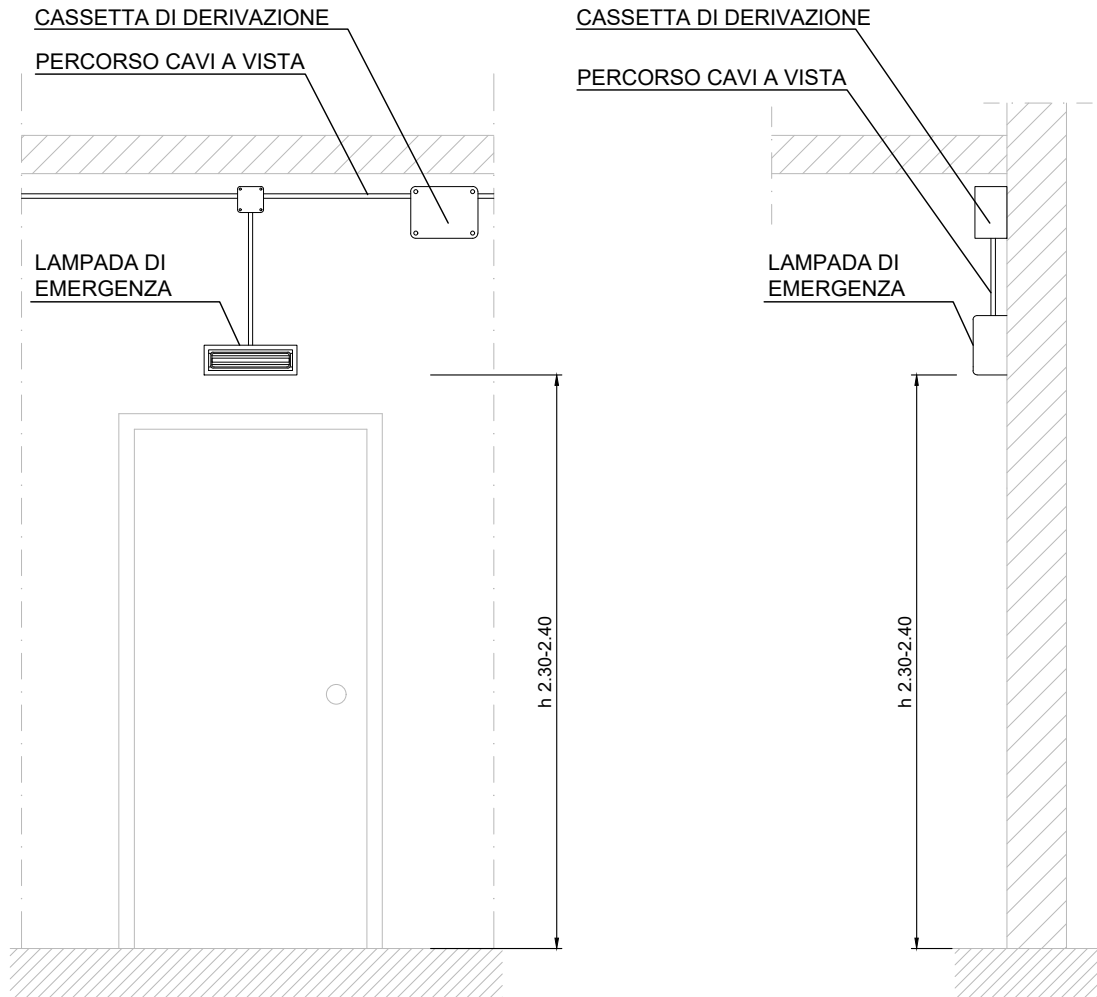 CASSETTA DI DERIVAZIONE
PERCORSO CAVI A VISTA
LAMPADA DI
EMERGENZA
h 2.30-2.40
CASSETTA DI DERIVAZIONE
PERCORSO CAVI A VISTA
LAMPADA DI
EMERGENZA
h 2.30-2.40